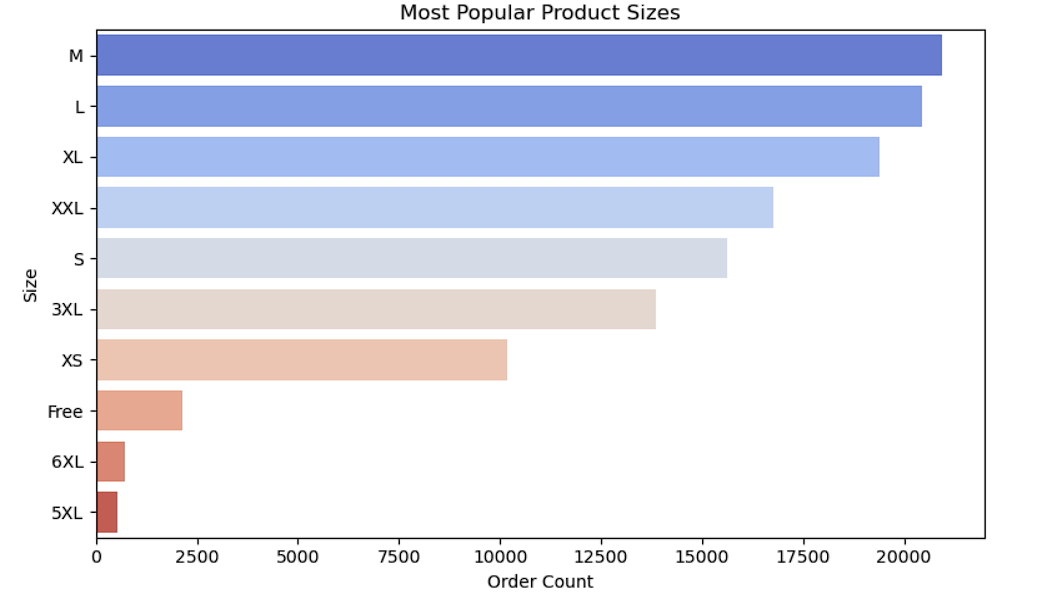 Most Popular Product Sizes
Size
M
L
XL
XXL
S
3XL
XS
Free
6XL
5XL
0 2500 5000 7500 10000 12500 15000 17500 20000
Order Count